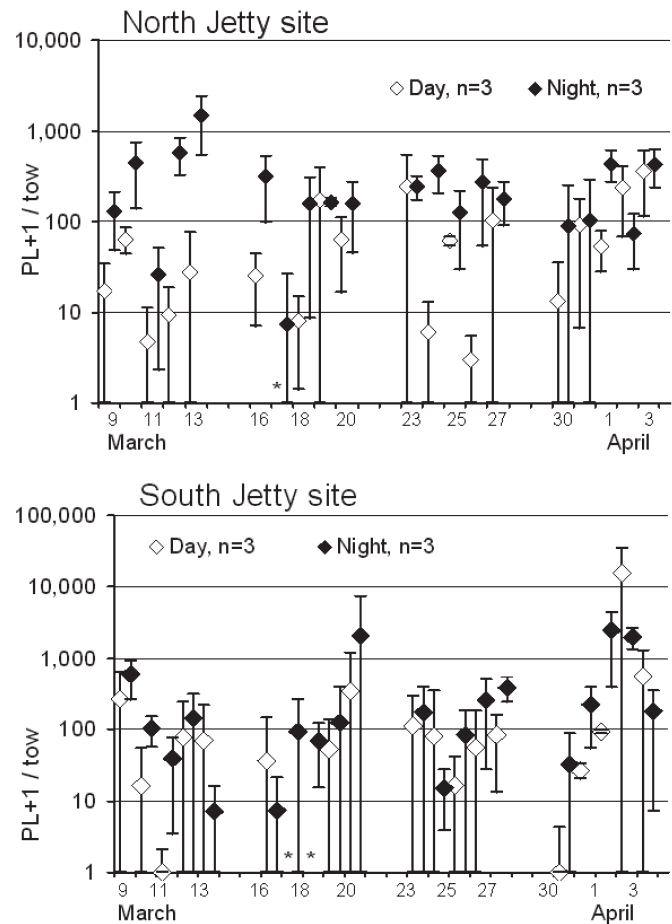 North Jetty site
10,000
Day, n=3 Night, n=3
1,000
PL+1 / tow
100
10
*
1
9 11 13 16 18 20 23 25 27 30 1 3
March April
South Jetty site
100,000
Day, n=3 Night, n=3
10,000
1,000
PL+1 / tow
100
10
* *
1
9 11 13 16 18 20 23 25 27 30 1 3
March April